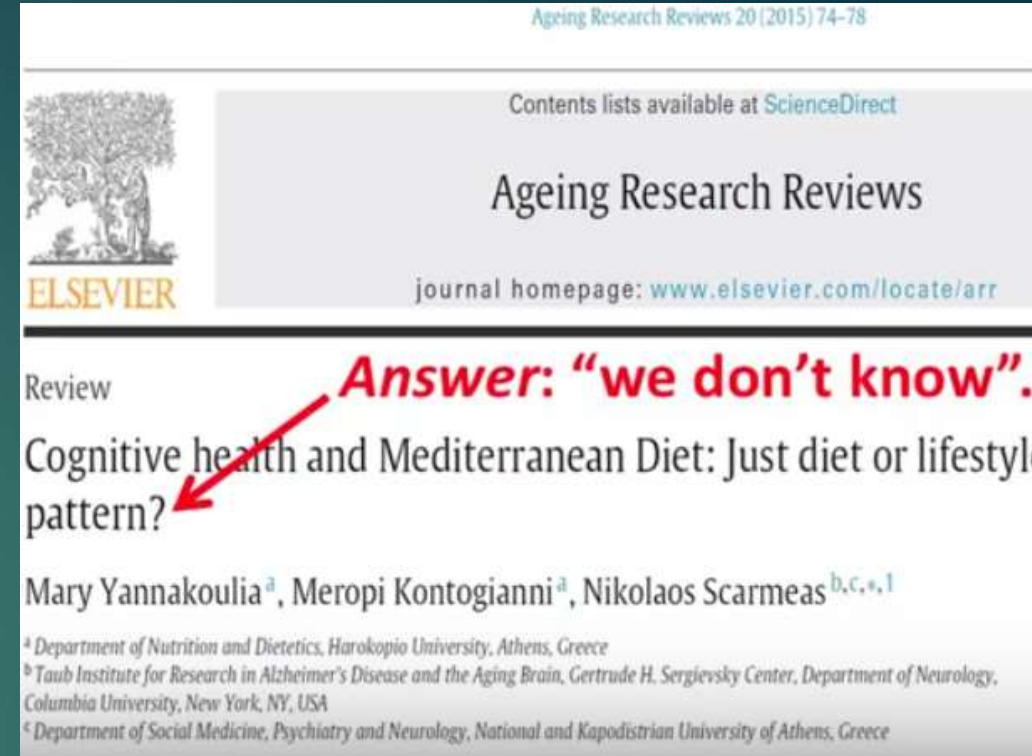 Ageing Research Reviews 20 (2015) 74–78
Contents lists available at ScienceDirect
Ageing Research Reviews
journal homepage: www.elsevier.com/locate/arr
ELSEVIER
Review
Answer: “we don’t know”.
Cognitive health and Mediterranean Diet: Just diet or lifestyle
pattern?
Mary Yannakoulia a, Meropi Kontogianni a, Nikolaos Scarmeas b,c,*,1
a Department of Nutrition and Dietetics, Harokopio University, Athens, Greece
b Taub Institute for Research in Alzheimer's Disease and the Aging Brain, Gertrude H. Sergievsky Center, Department of Neurology,
Columbia University, New York, NY, USA
c Department of Social Medicine, Psychiatry and Neurology, National and Kapodistrian University of Athens, Greece